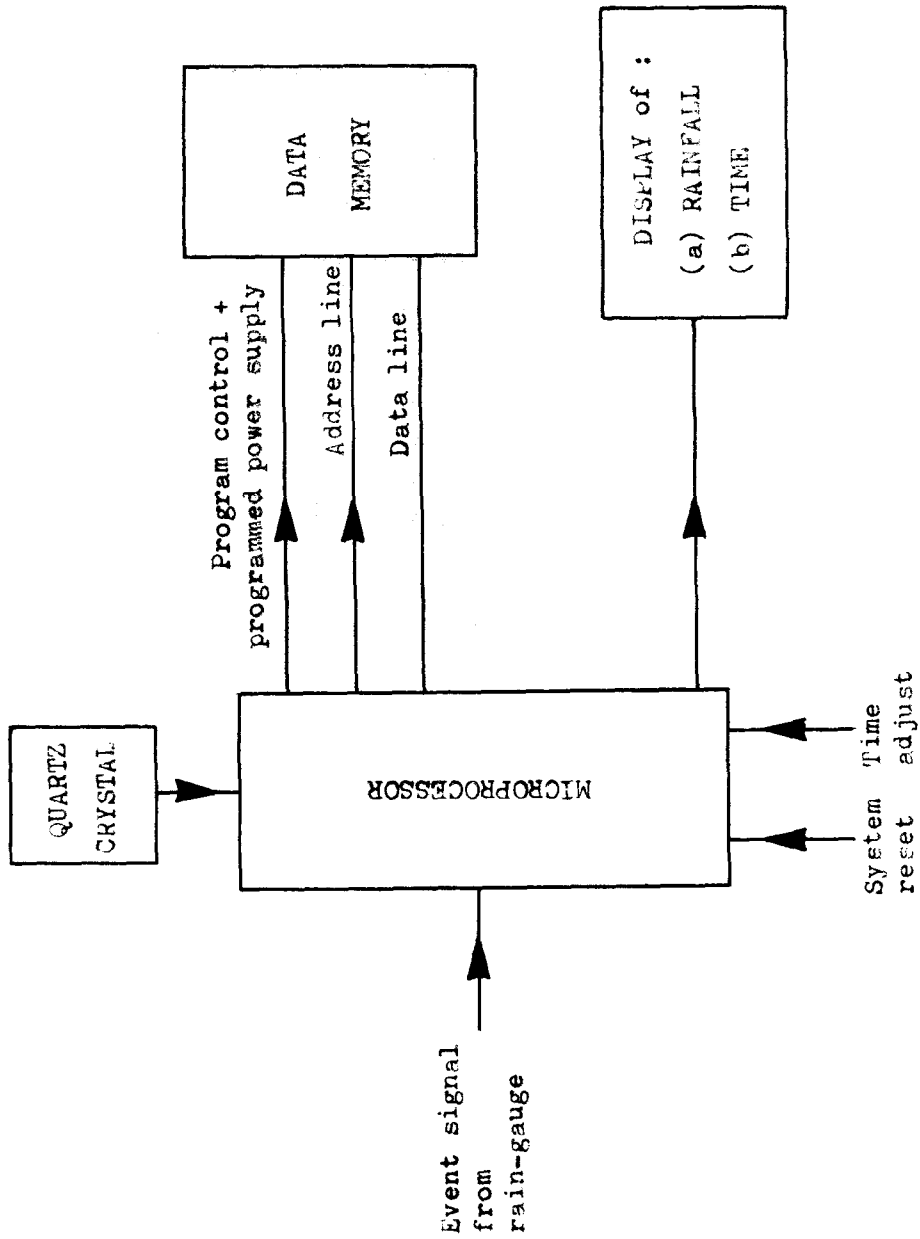 QUARTZ
CRYSTAL
Program control +
programmed power supply
Address line
Data line
DATA
MEMORY
MICROPROCESSOR
Event signal
from
rain-gauge
System
reset
Time
adjust
DISPLAY of :
(a) RAINFALL
(b) TIME